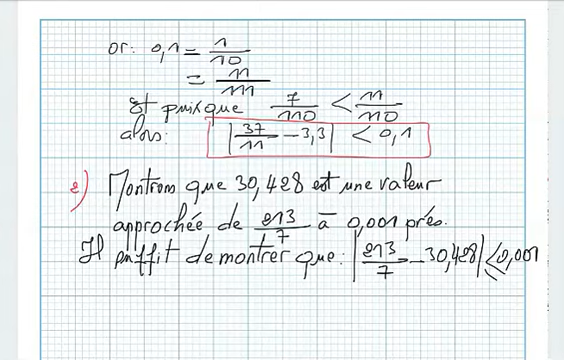 or: 0,1 = 1/10
= 11/110
Et puisque 7/110 < 11/110
alors: |37/11 - 3,3| < 0,1
2) Montrons que 30,428 est une valeur
approchée de 213/7 à 0,001 près.
Il suffit de montrer que: |213/7 - 30,428| ≤ 0,001